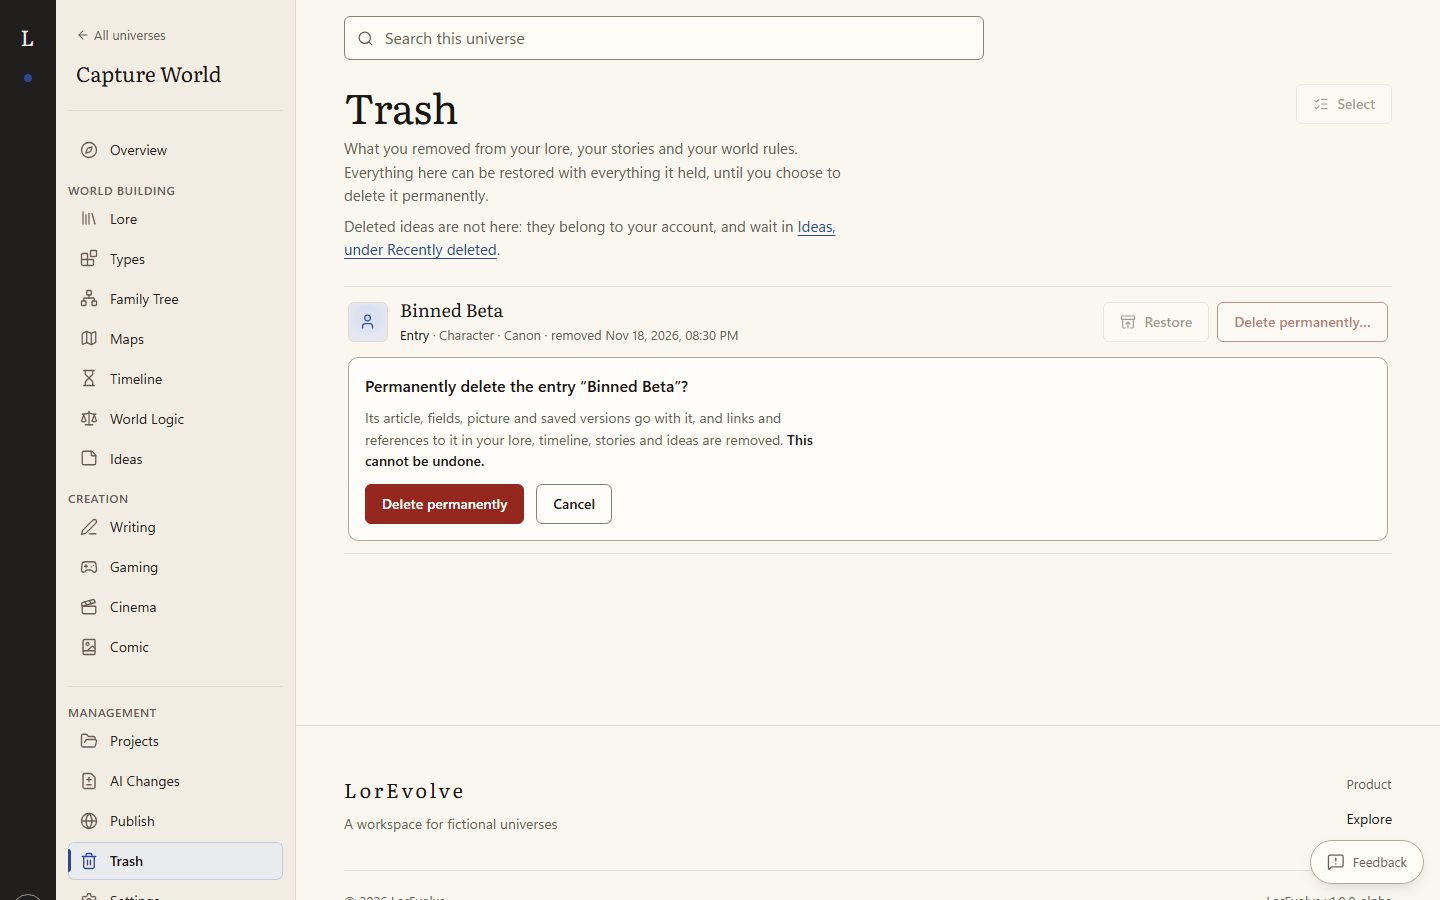 L
All universes
Capture World
Overview
WORLD BUILDING
Lore
Types
Family Tree
Maps
Timeline
World Logic
Ideas
CREATION
Writing
Gaming
Cinema
Comic
MANAGEMENT
Projects
AI Changes
Publish
Trash
Search this universe
Trash
Select
What you removed from your lore, your stories and your world rules.
Everything here can be restored with everything it held, until you choose to
delete it permanently.
Deleted ideas are not here: they belong to your account, and wait in Ideas,
under Recently deleted.
Binned Beta
Entry · Character · Canon · removed Nov 18, 2026, 08:30 PM
Restore
Delete permanently...
Permanently delete the entry “Binned Beta”?
Its article, fields, picture and saved versions go with it, and links and
references to it in your lore, timeline, stories and ideas are removed. This
cannot be undone.
Delete permanently
Cancel
LorEvolve
A workspace for fictional universes
Product
Explore
Feedback